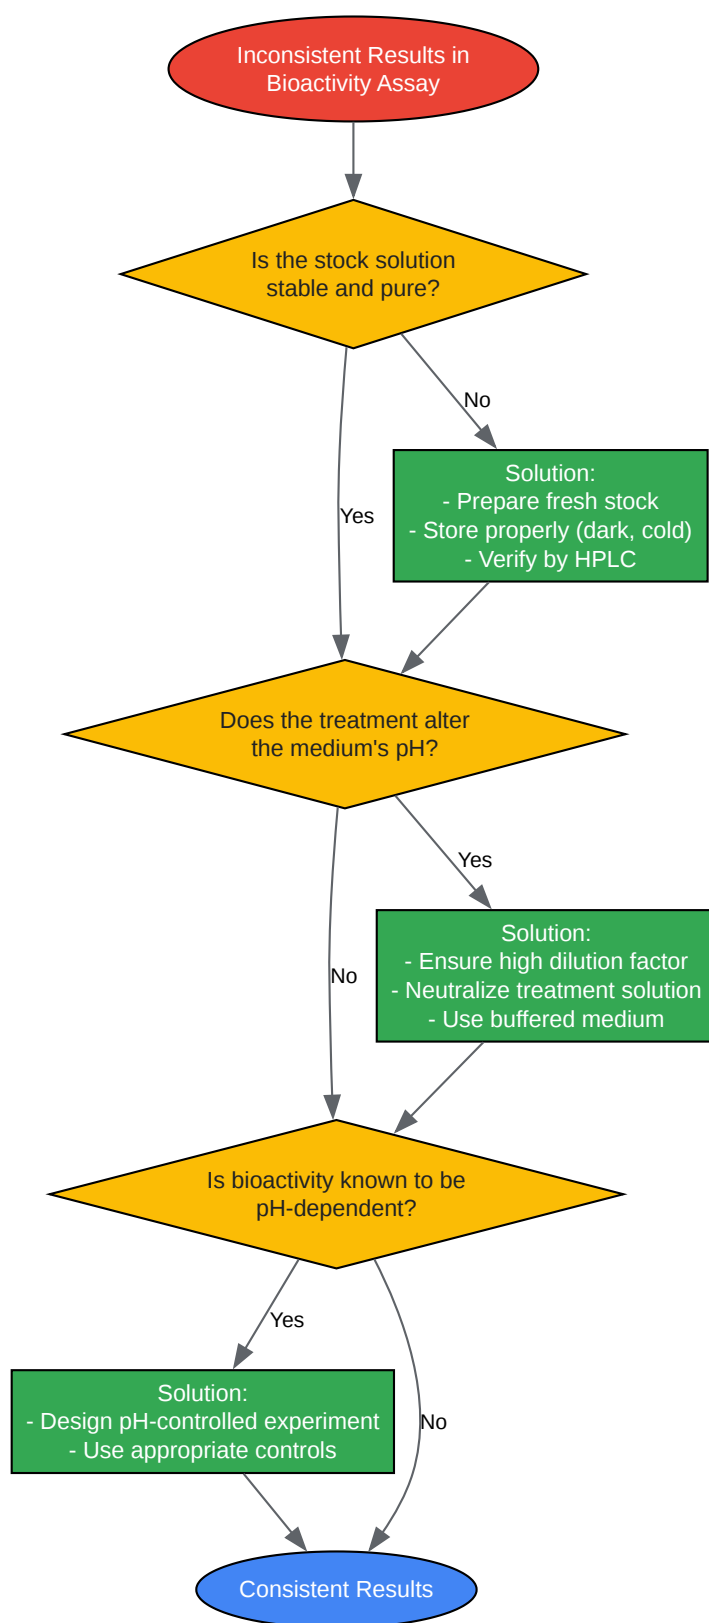 Inconsistent Results in
Bioactivity Assay
Is the stock solution
stable and pure?
No
Solution:
- Prepare fresh stock
- Store properly (dark, cold)
- Verify by HPLC
Yes
Does the treatment alter
the medium's pH?
Yes
Solution:
- Ensure high dilution factor
- Neutralize treatment solution
- Use buffered medium
No
Is bioactivity known to be
pH-dependent?
Yes
Solution:
- Design pH-controlled experiment
- Use appropriate controls
No
Consistent Results